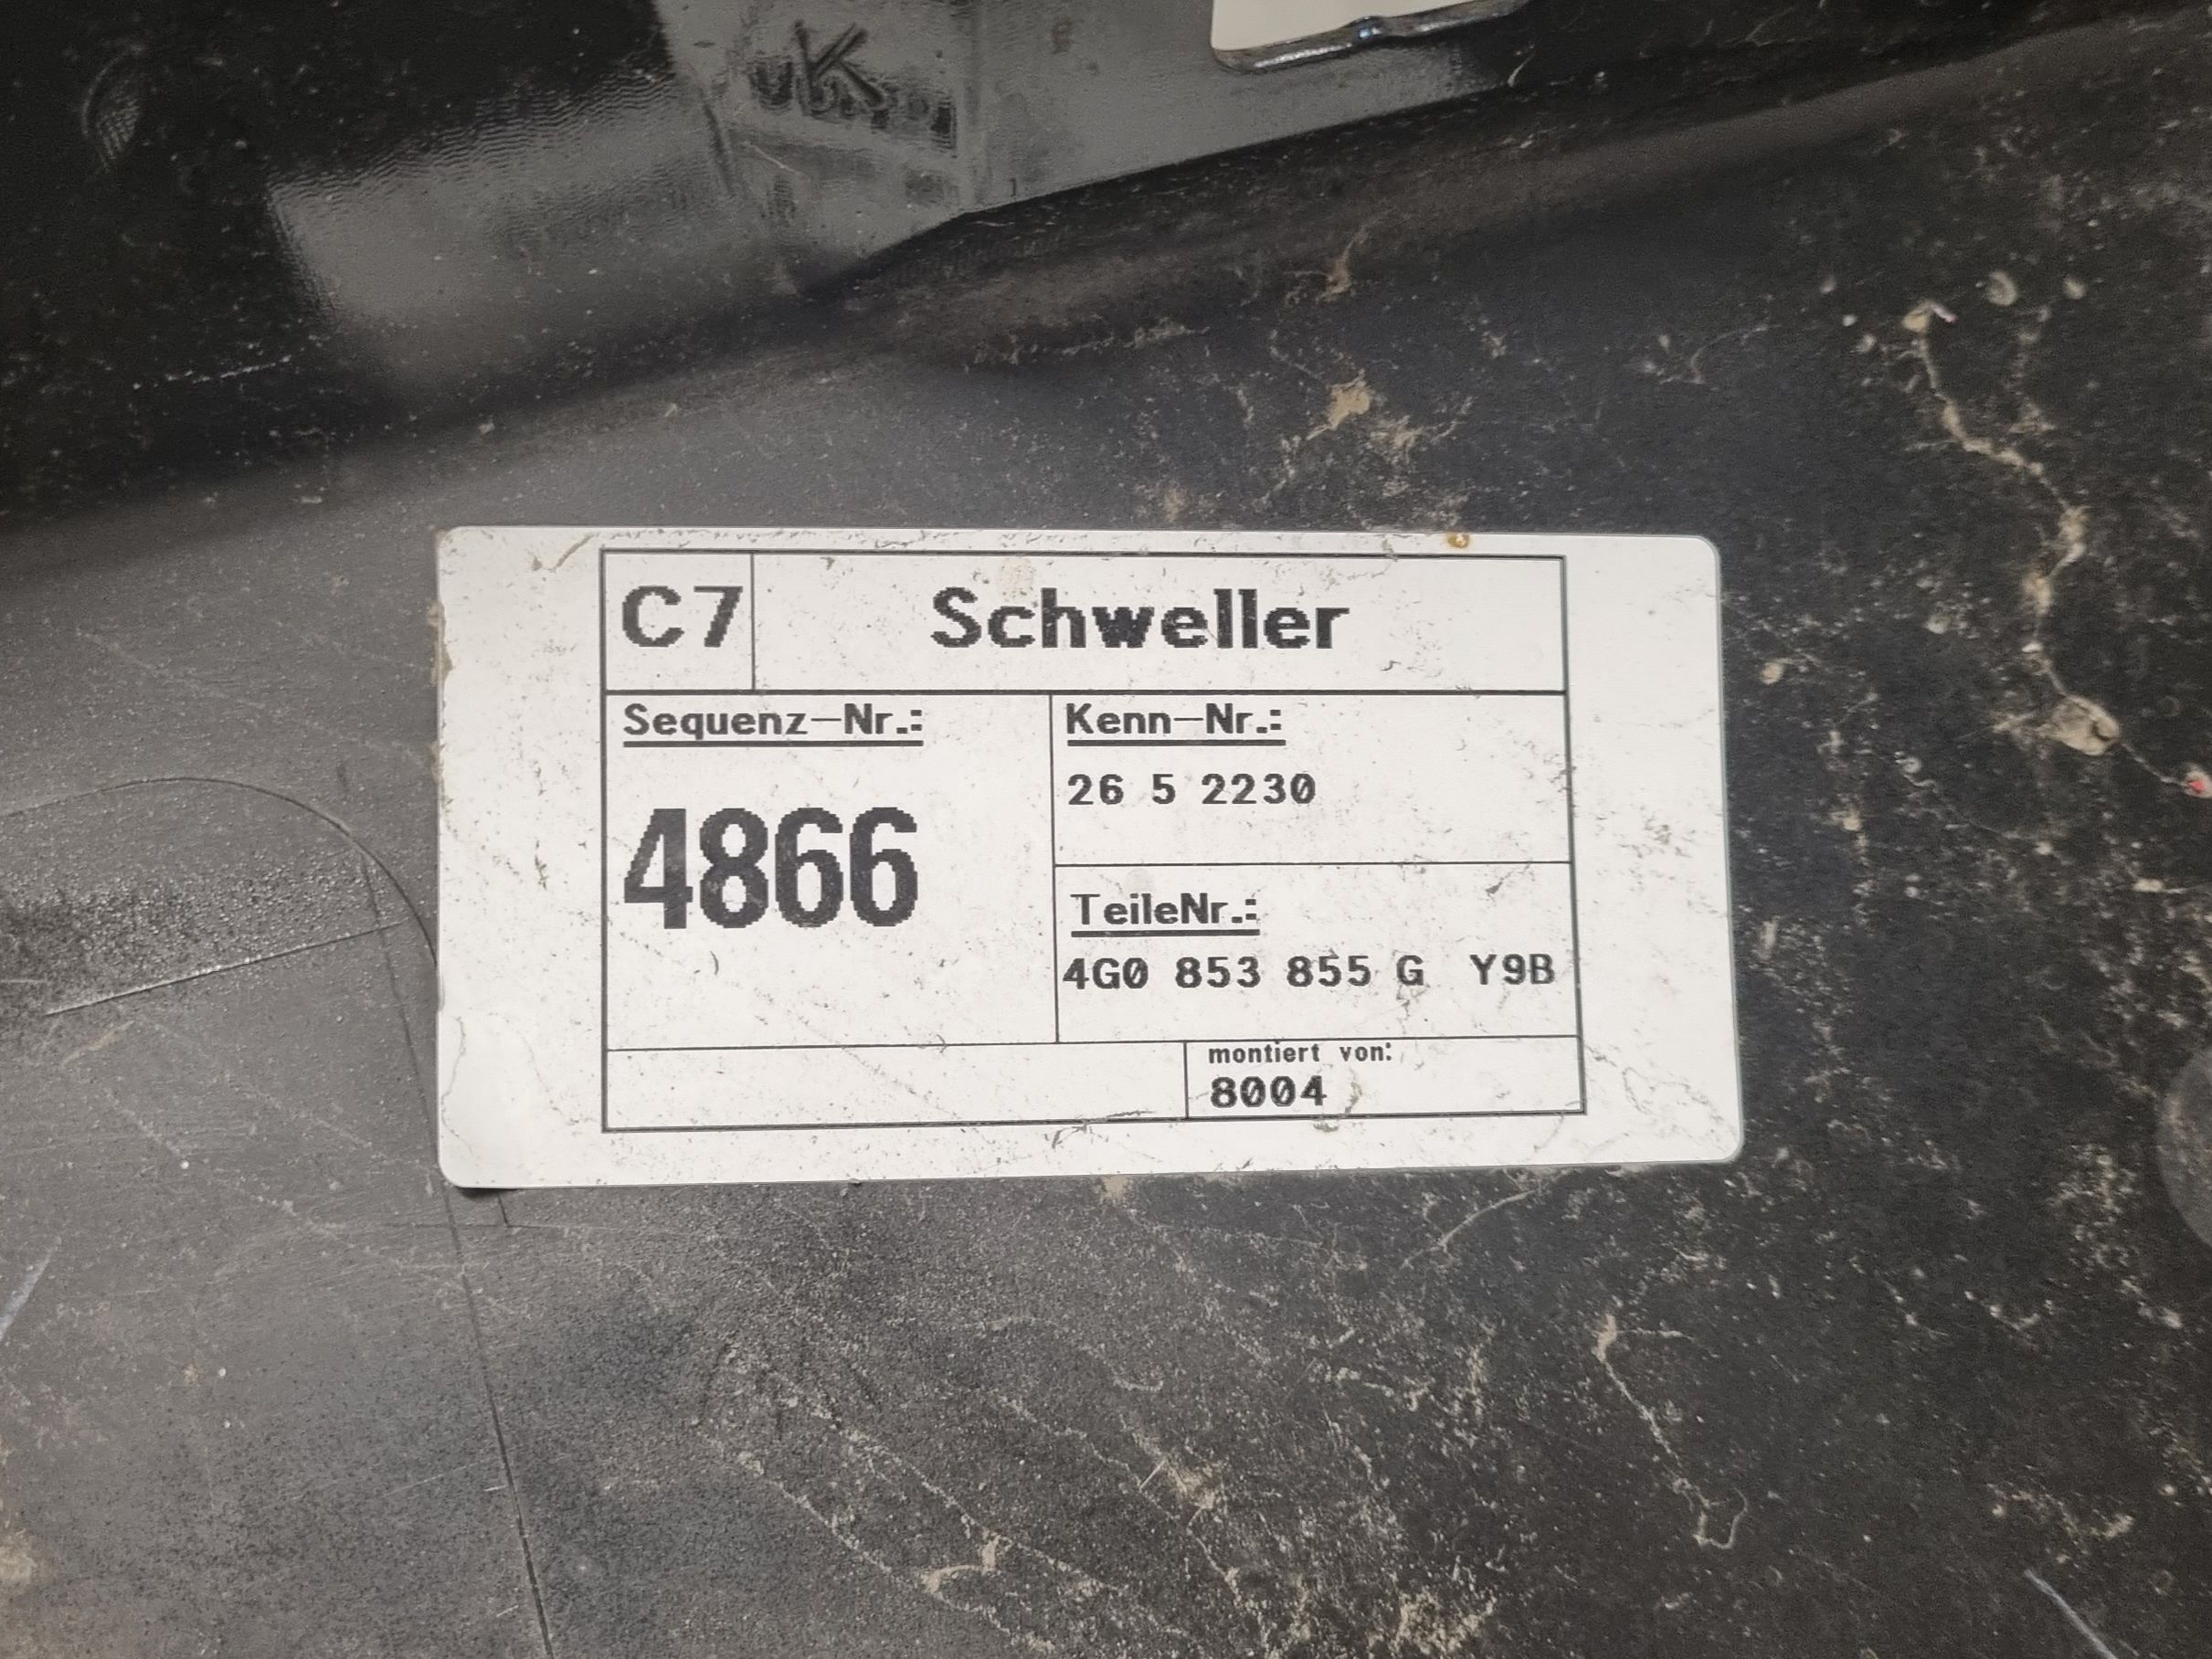 C7 Schweller
Sequenz-Nr.:
4866
Kenn-Nr.:
26 5 2230
TeileNr.:
4G0 853 855 G Y9B
montiert von:
8004